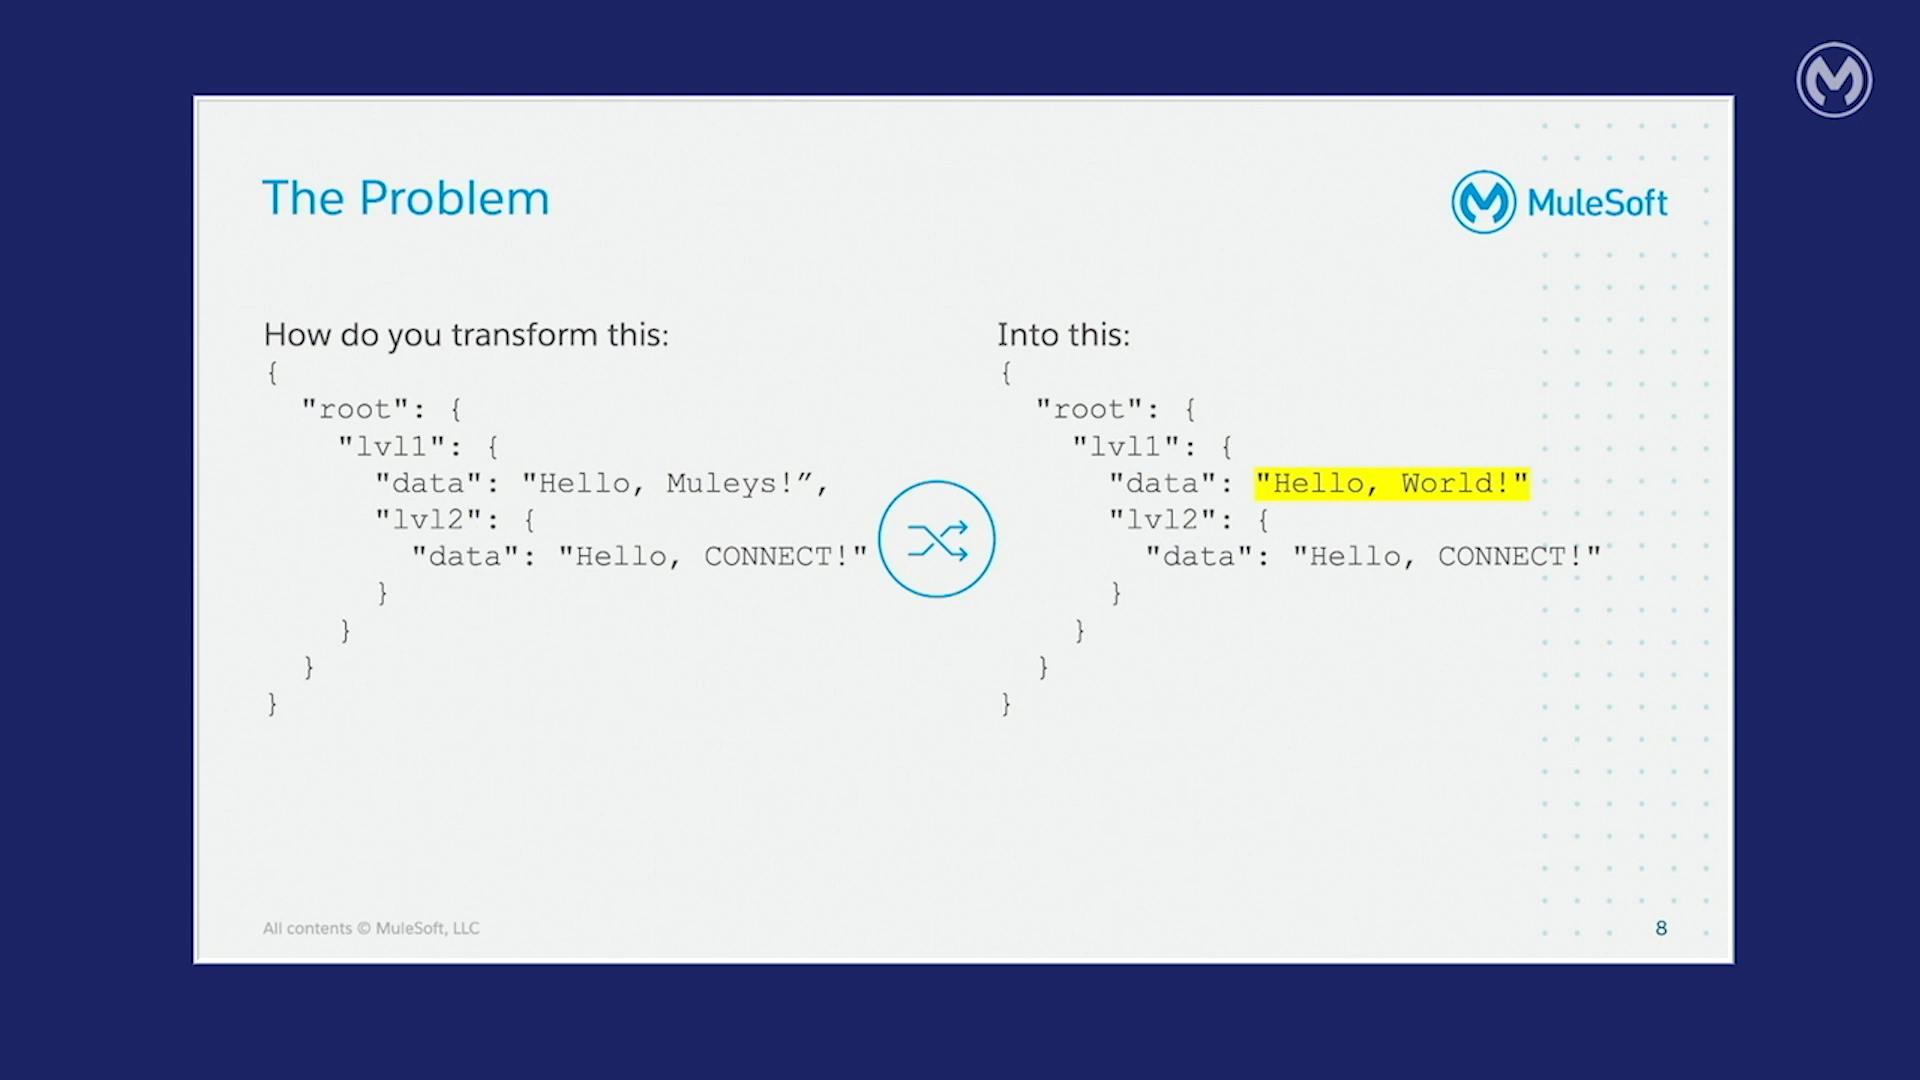 The Problem
MuleSoft
How do you transform this:
{
"root": {
"lvl1": {
"data": "Hello, Muleys!”,
"lvl2": {
"data": "Hello, CONNECT!"
}
}
}
}
Into this:
{
"root": {
"lvl1": {
"data": "Hello, World!"
"lvl2": {
"data": "Hello, CONNECT!"
}
}
}
}
All contents © MuleSoft, LLC
8